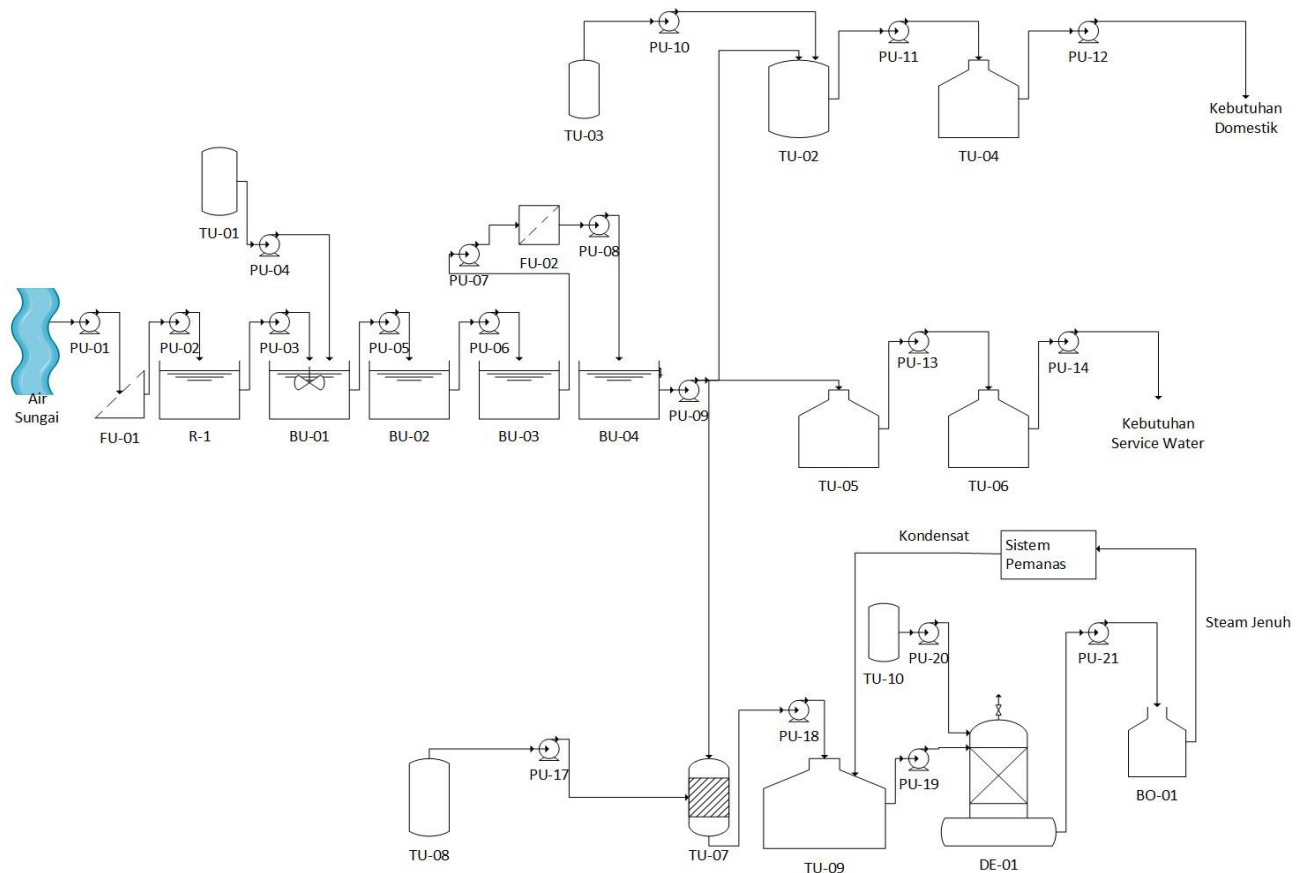 PU-10
PU-11
PU-12
TU-03
TU-02
TU-04
Kebutuhan
Domestik
TU-01
PU-04
PU-07
FU-02
PU-08
PU-01
PU-02
PU-03
PU-05
PU-06
PU-09
PU-13
PU-14
Air
Sungai
FU-01
R-1
BU-01
BU-02
BU-03
BU-04
Kebutuhan
Service Water
TU-05
TU-06
Kondensat
Sistem
Pemanas
Steam Jenuh
TU-10
PU-20
PU-21
PU-18
PU-17
PU-19
BO-01
TU-08
TU-07
TU-09
DE-01